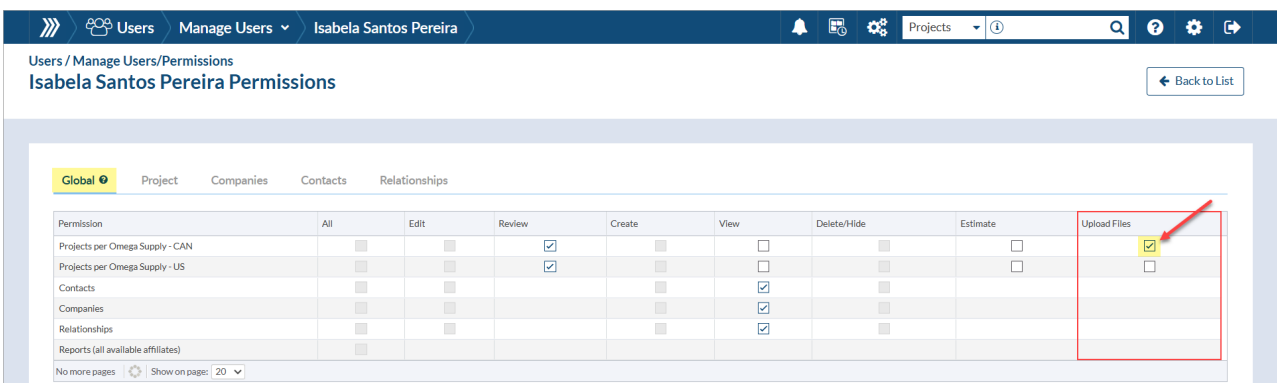 Users Manage Users Isabela Santos Pereira Projects
Users / Manage Users/Permissions
Isabela Santos Pereira Permissions
Back to List
Global Project Companies Contacts Relationships
Permission All Edit Review Create View Delete/Hide Estimate Upload Files
Projects per Omega Supply - CAN
Projects per Omega Supply - US
Contacts
Companies
Relationships
Reports (all available affiliates)
No more pages Show on page: 20